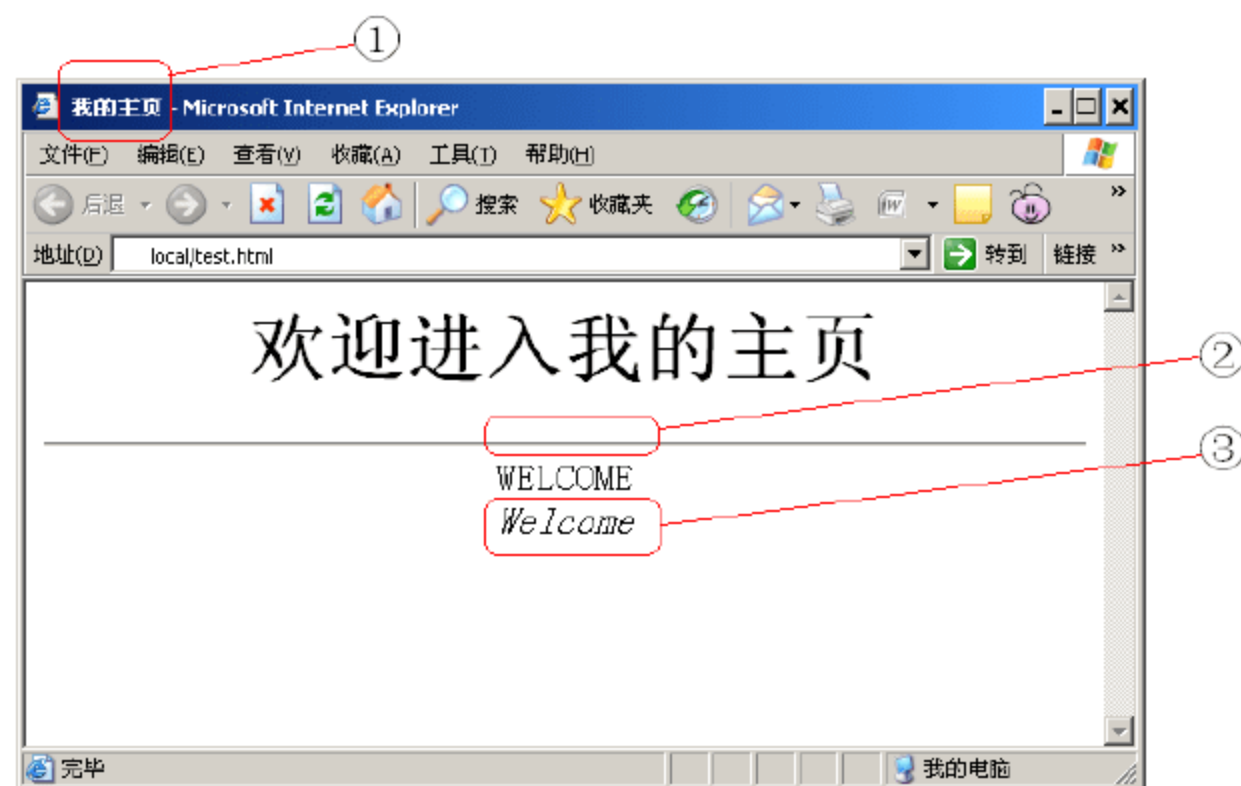 ①
我的主页 - Microsoft Internet Explorer
文件(F) 编辑(E) 查看(V) 收藏(A) 工具(T) 帮助(H)
后退 搜索 收藏夹 W »
地址(D) local/test.html 转到 链接 »
欢迎进入我的主页
②
③
WELCOME
Welcome
完毕 我的电脑